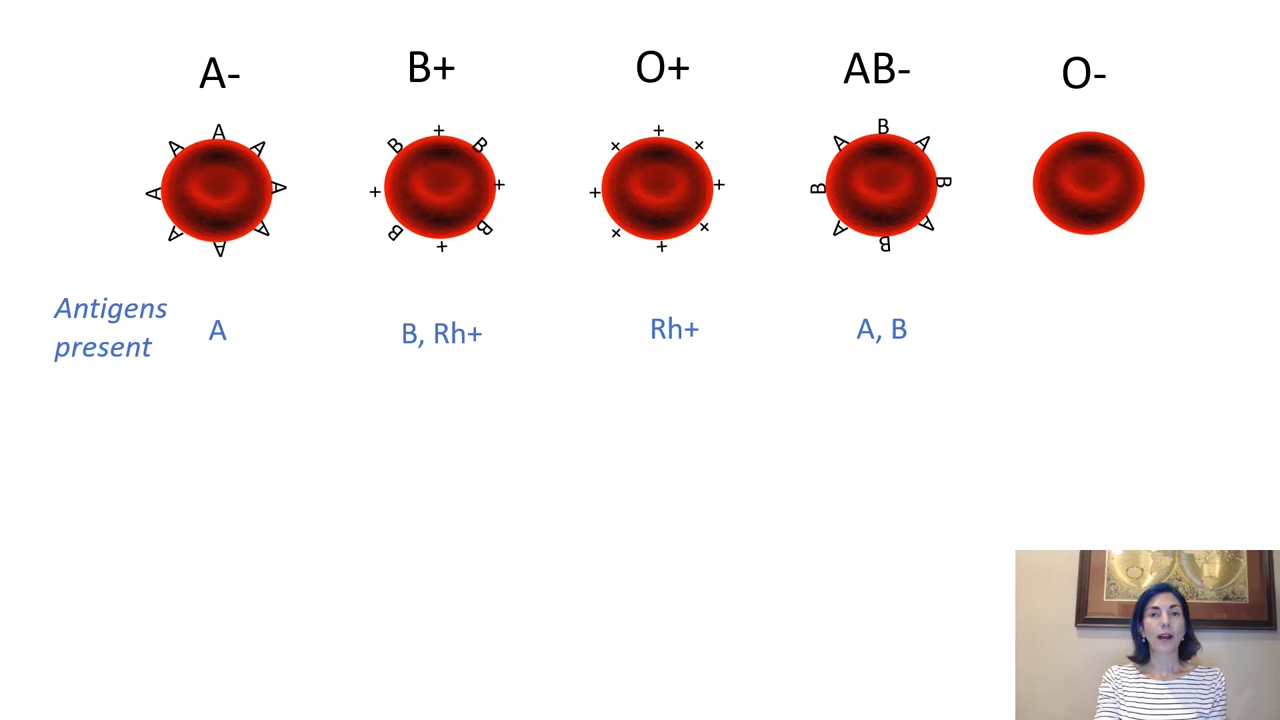 A- B+ O+ AB- O-
A A A A A A A A
+ B B + + B B +
+ × × + + × × +
B A A B B A A B
Antigens
present
A B, Rh+ Rh+ A, B